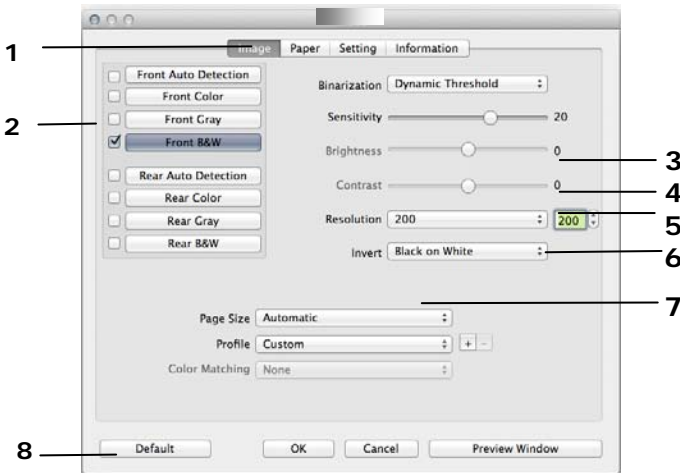 Image Paper Setting Information
1
2
Front Auto Detection
Front Color
Front Gray
Front B&W
Rear Auto Detection
Rear Color
Rear Gray
Rear B&W
Binarization Dynamic Threshold
Sensitivity 20
Brightness 0
3
Contrast 0
4
Resolution 200 200
5
Invert Black on White
6
7
Page Size Automatic
Profile Custom + -
Color Matching None
8
Default OK Cancel Preview Window